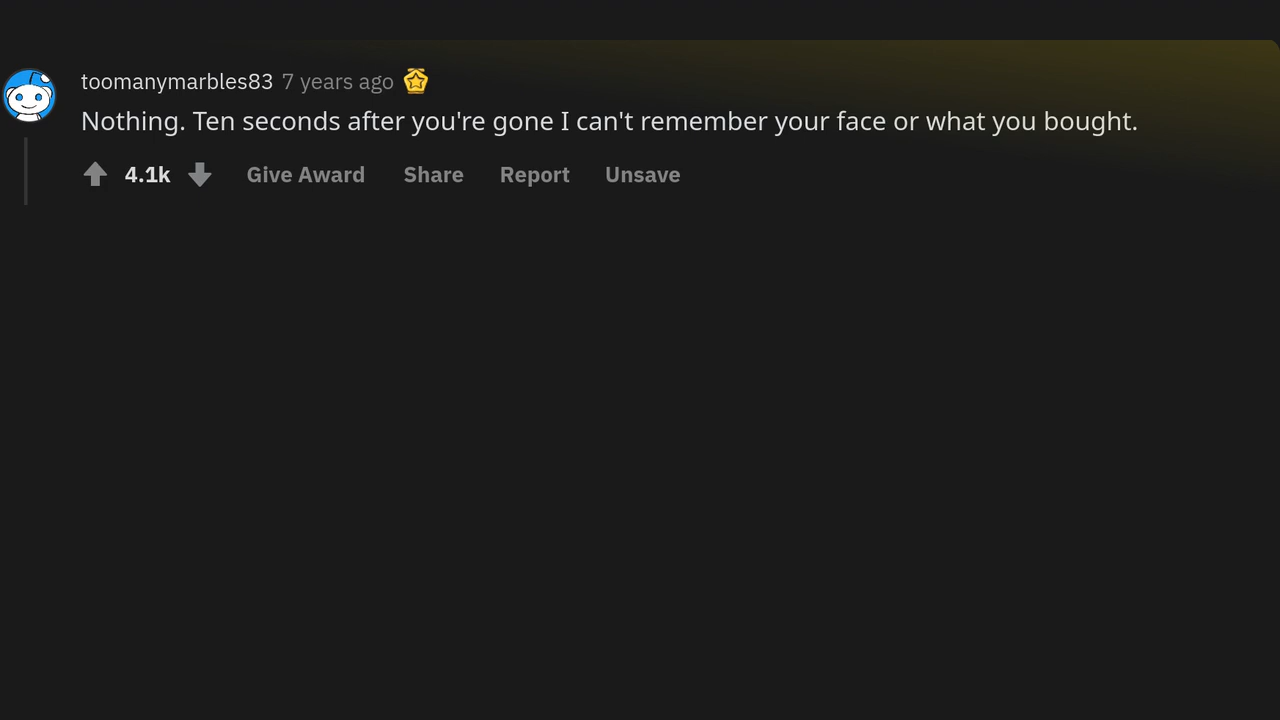 toomanymarbles83 7 years ago
Nothing. Ten seconds after you're gone I can't remember your face or what you bought.
4.1k Give Award Share Report Unsave